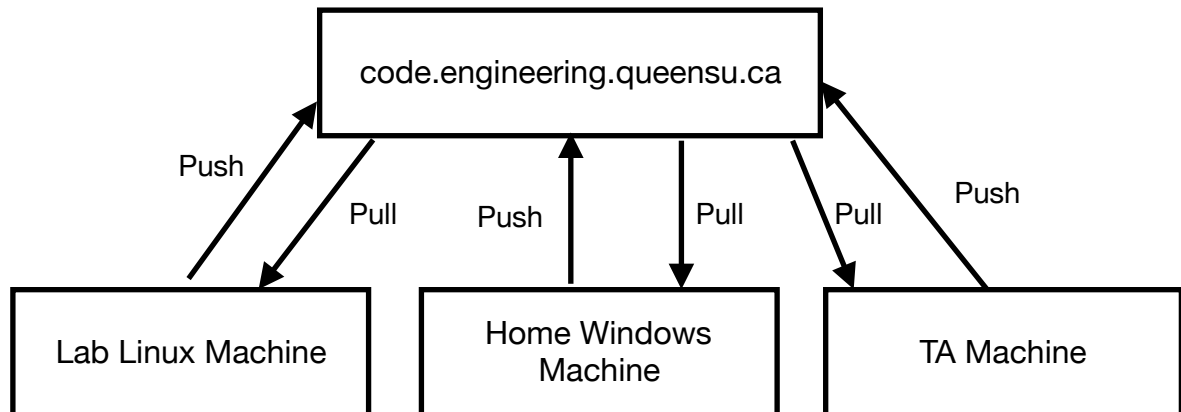 code.engineering.queensu.ca
Push
Pull
Push
Pull
Pull
Push
Lab Linux Machine
Home Windows
Machine
TA Machine